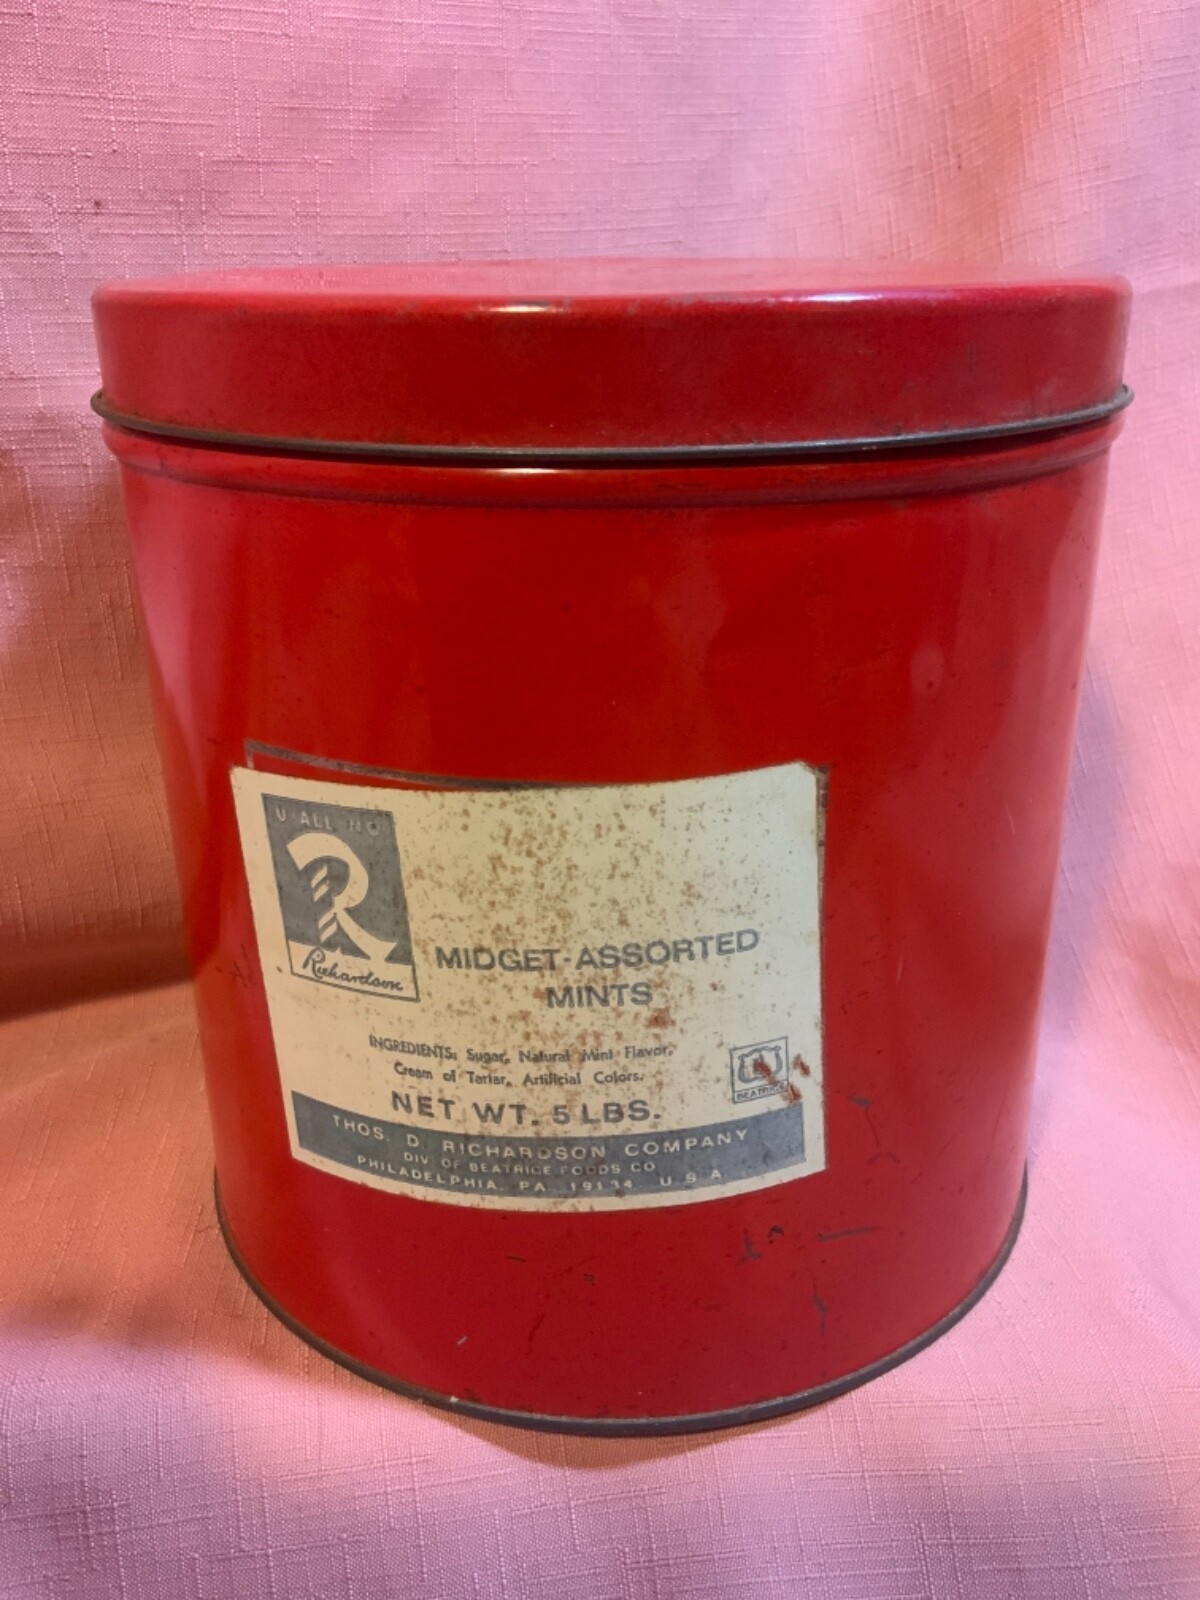 U-ALL-NO
R
Richardson
MIDGET-ASSORTED
MINTS
INGREDIENTS: Sugar, Natural Mint Flavor,
Cream of Tartar, Artificial Colors.
NET WT. 5 LBS.
BEATRICE
THOS. D. RICHARDSON COMPANY
DIV. OF BEATRICE FOODS CO.
PHILADELPHIA, PA. 19134 U.S.A.